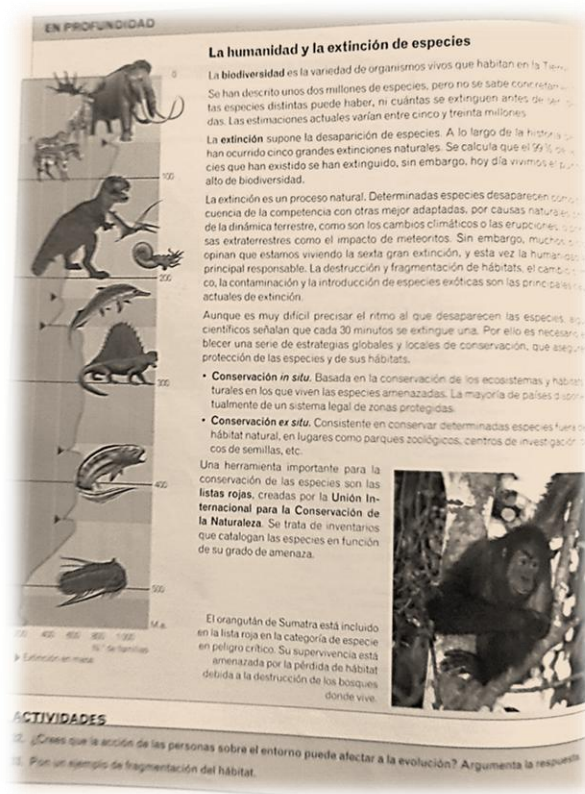 EN PROFUNDIDAD
La humanidad y la extinción de especies
La biodiversidad es la variedad de organismos vivos que habitan en la
Se han descrito unos dos millones de especies, pero no se sabe
tas especies distintas puede haber, ni cuántas se extinguen antes de
das. Las estimaciones actuales varían entre cinco y treinta millones
La extinción supone la desaparición de especies. A lo largo de la historia
han ocurrido cinco grandes extinciones naturales. Se calcula que el 99 %
cies que han existido se han extinguido, sin embargo, hoy día vivimos el
alto de biodiversidad.
La extinción es un proceso natural. Determinadas especies desaparecen
cuencia de la competencia con otras mejor adaptadas, por causas
de la dinámica terrestre, como son los cambios climáticos o las erupciones,
sas extraterrestres como el impacto de meteoritos. Sin embargo, muchos
opinan que estamos viviendo la sexta gran extinción, y esta vez la
principal responsable. La destrucción y fragmentación de hábitats, el
co, la contaminación y la introducción de especies exóticas son las principales
actuales de extinción.
Aunque es muy difícil precisar el ritmo al que desaparecen las especies,
científicos señalan que cada 30 minutos se extingue una. Por ello es necesario
blecer una serie de estrategias globales y locales de conservación, que
protección de las especies y de sus hábitats.
• Conservación in situ. Basada en la conservación de los ecosistemas y
turales en los que viven las especies amenazadas. La mayoría de países
tualmente de un sistema legal de zonas protegidas.
• Conservación ex situ. Consistente en conservar determinadas especies fuera
hábitat natural, en lugares como parques zoológicos, centros de investigación
cos de semillas, etc.
Una herramienta importante para la
conservación de las especies son las
listas rojas, creadas por la Unión In-
ternacional para la Conservación de
la Naturaleza. Se trata de inventarios
que catalogan las especies en función
de su grado de amenaza.
El orangután de Sumatra está incluido
en la lista roja en la categoría de especie
en peligro crítico. Su supervivencia está
amenazada por la pérdida de hábitat
debida a la destrucción de los bosques
donde vive.
0
100
200
300
400
500
M.a.
400 600 800 1000
N.º de familias
Extinción en masa
ACTIVIDADES
¿Crees que la acción de las personas sobre el entorno puede afectar a la evolución? Argumenta la respuesta
Pon un ejemplo de fragmentación del hábitat.